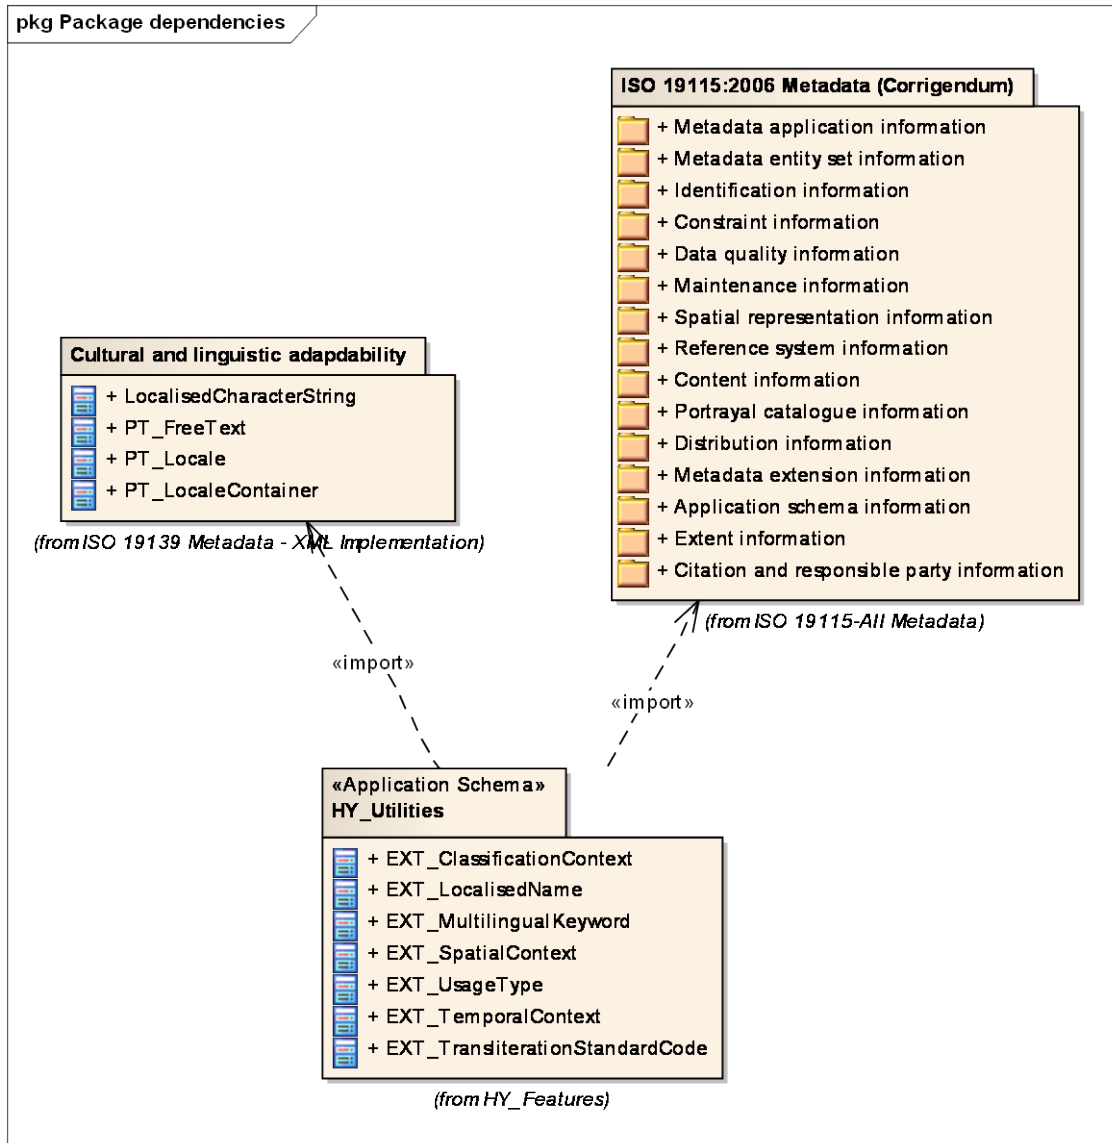 pkg Package dependencies
ISO 19115:2006 Metadata (Corrigendum)
+ Metadata application information
+ Metadata entity set information
+ Identification information
+ Constraint information
+ Data quality information
+ Maintenance information
+ Spatial representation information
+ Reference system information
+ Content information
+ Portrayal catalogue information
+ Distribution information
+ Metadata extension information
+ Application schema information
+ Extent information
+ Citation and responsible party information
(from ISO 19115-All Metadata)
Cultural and linguistic adapdability
+ LocalisedCharacterString
+ PT_FreeText
+ PT_Locale
+ PT_LocaleContainer
(from ISO 19139 Metadata - XML Implementation)
«import»
«import»
«Application Schema»
HY_Utilities
+ EXT_ClassificationContext
+ EXT_LocalisedName
+ EXT_MultilingualKeyword
+ EXT_SpatialContext
+ EXT_UsageType
+ EXT_TemporalContext
+ EXT_TransliterationStandardCode
(from HY_Features)